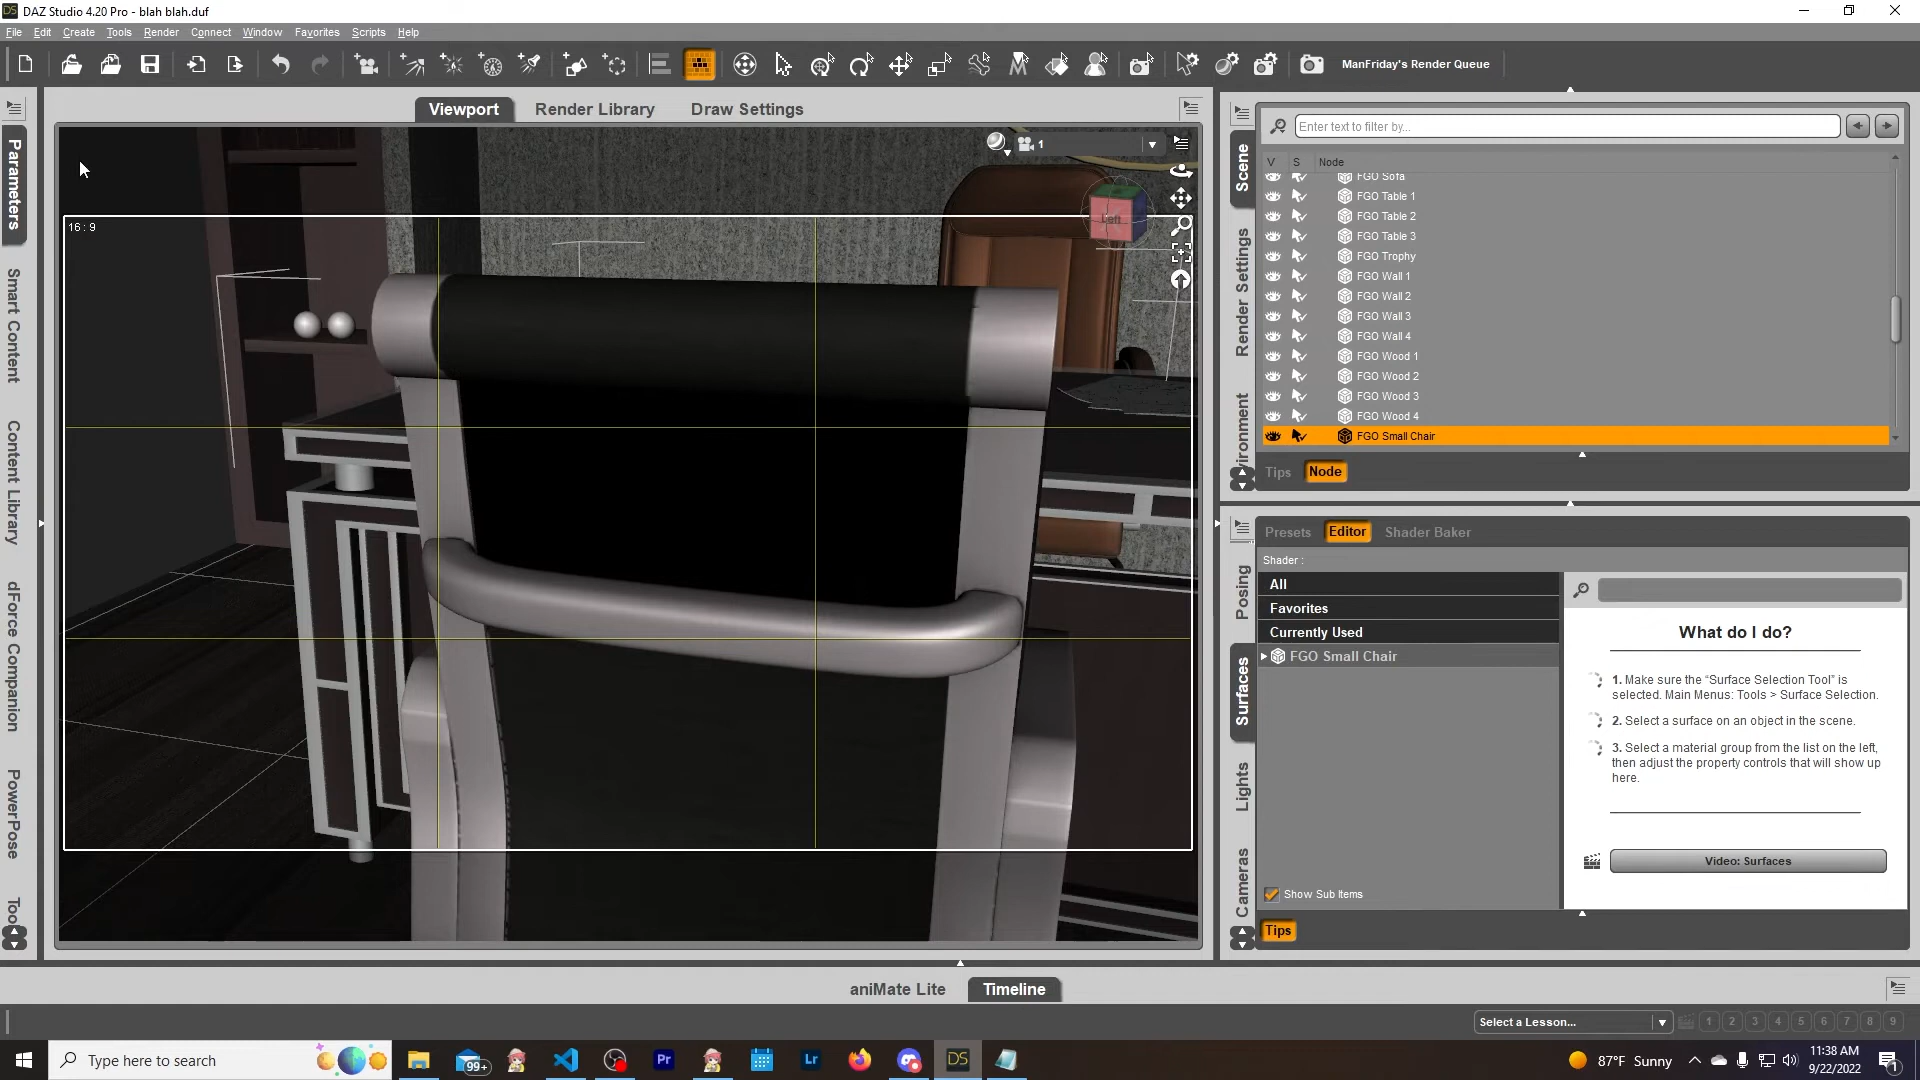 DAZ Studio 4.20 Pro - blah blah.duf
File Edit Create Tools Render Connect Window Favorites Scripts Help
ManFriday's Render Queue
Viewport Render Library Draw Settings
1
16 : 9
Left
Parameters
Smart Content
Content Library
dForce Companion
PowerPose
Tool
Scene
Render Settings
Environment
Enter text to filter by...
V S Node
FGO Sofa
FGO Table 1
FGO Table 2
FGO Table 3
FGO Trophy
FGO Wall 1
FGO Wall 2
FGO Wall 3
FGO Wall 4
FGO Wood 1
FGO Wood 2
FGO Wood 3
FGO Wood 4
FGO Small Chair
Tips Node
Posing
Surfaces
Lights
Cameras
Presets Editor Shader Baker
Shader :
All
Favorites
Currently Used
FGO Small Chair
Show Sub Items
Tips
What do I do?
1. Make sure the “Surface Selection Tool” is
selected. Main Menus: Tools > Surface Selection.
2. Select a surface on an object in the scene.
3. Select a material group from the list on the left,
then adjust the property controls that will show up
here.
Video: Surfaces
aniMate Lite Timeline
Select a Lesson... 1 2 3 4 5 6 7 8 9
Type here to search
99+
Pr
Lr
DS
87°F Sunny
11:38 AM
9/22/2022
1